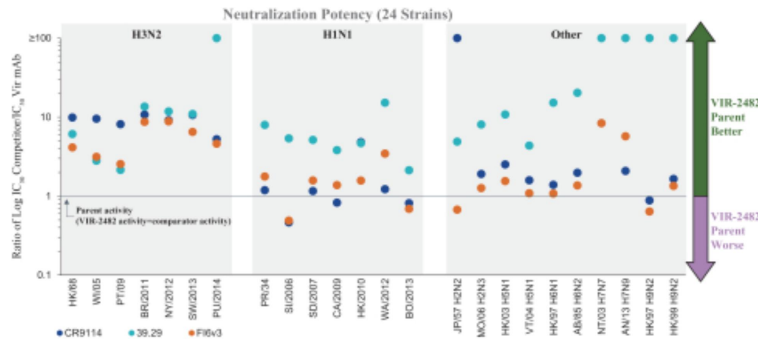 Neutralization Potency (24 Strains)
H3N2
H1N1
Other
Ratio of Log IC50 Competitor/IC50 Vir mAb
≥100
10
1
0.1
Parent activity
(VIR-2482 activity=comparator activity)
VIR-2482
Parent
Better
VIR-2482
Parent
Worse
HK/68
WI/05
PT/09
BR/2011
NY/2012
SW/2013
PU/2014
PR/34
SI/2006
SD/2007
CA/2009
HK/2010
WA/2012
BO/2013
JP/57 H2N2
MO/06 H2N3
HK/03 H5N1
VT/04 H5N1
HK/97 H6N1
AB/85 H6N2
NT/03 H7N7
AN/13 H7N9
HK/97 H9N2
HK/99 H9N2
CR9114
39.29
FI6v3